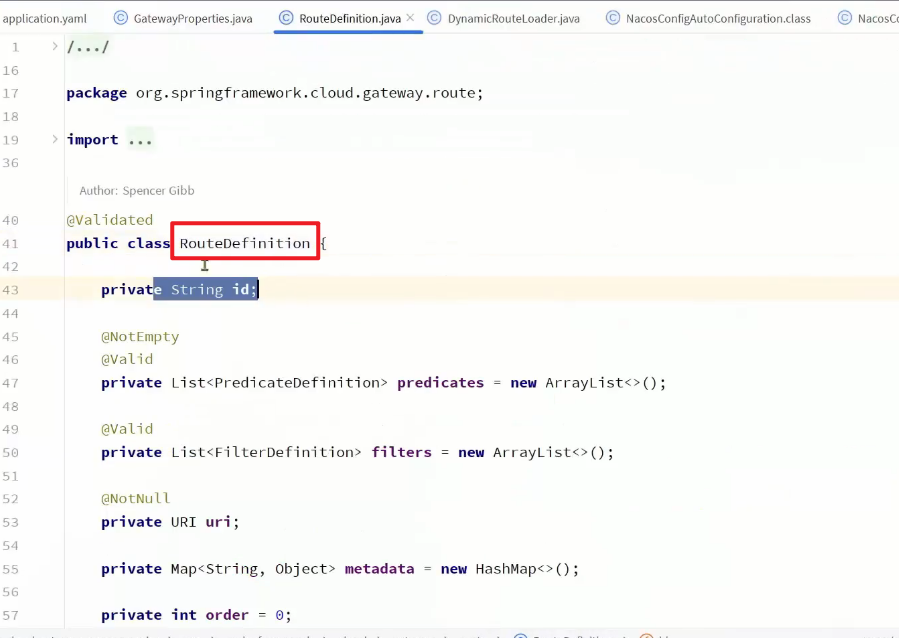 application.yaml GatewayProperties.java RouteDefinition.java DynamicRouteLoader.java NacosConfigAutoConfiguration.class NacosCo
1 /.../
16
17 package org.springframework.cloud.gateway.route;
18
19 import ...
36
Author: Spencer Gibb
40 @Validated
41 public class RouteDefinition {
42
43 private String id;
44
45 @NotEmpty
46 @Valid
47 private List<PredicateDefinition> predicates = new ArrayList<>();
48
49 @Valid
50 private List<FilterDefinition> filters = new ArrayList<>();
51
52 @NotNull
53 private URI uri;
54
55 private Map<String, Object> metadata = new HashMap<>();
56
57 private int order = 0;